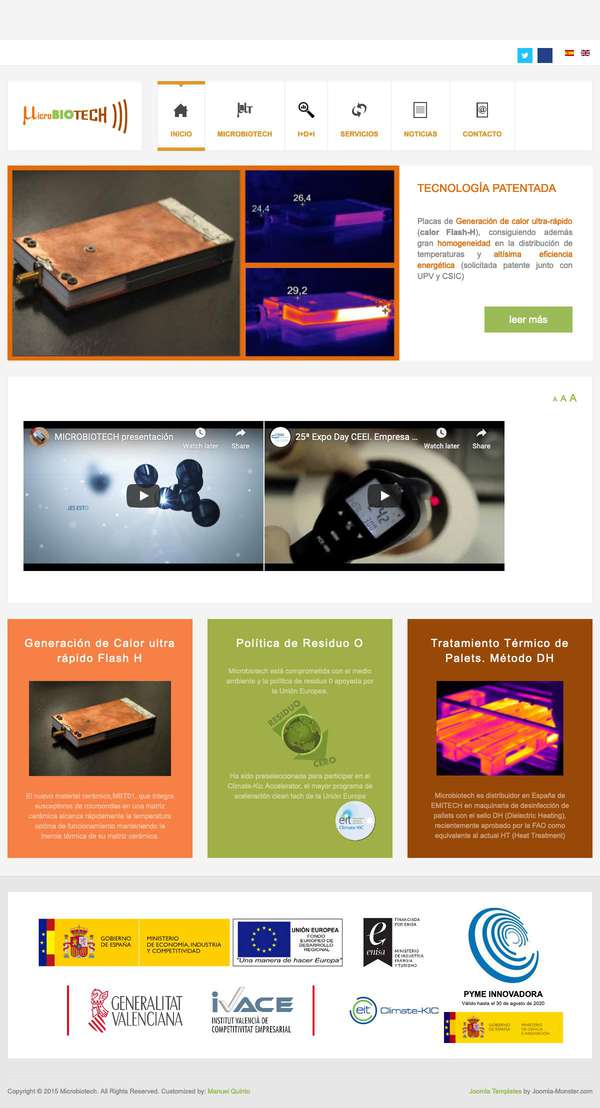 μicroBIOTECH
INICIO
MICROBIOTECH
I+D+I
SERVICIOS
NOTICIAS
CONTACTO
24,4
26,4
29,2
TECNOLOGÍA PATENTADA
Placas de Generación de calor ultra-rápido
(calor Flash-H), consiguiendo además
gran homogeneidad en la distribución de
temperaturas y altísima eficiencia
energética (solicitada patente junto con
UPV y CSIC)
leer más
A A A
MICROBIOTECH presentación
Watch later
Share
¡ES ESTO
25ª Expo Day CEEI. Empresa ...
Watch later
Share
Generación de Calor ultra
rápido Flash H
El nuevo material cerámico MBT01, que integra
susceptores de microondas en una matriz
cerámica alcanza rápidamente la temperatura
óptima de funcionamiento manteniendo la
inercia térmica de su matriz cerámica.
Política de Residuo O
Microbiotech está comprometida con el medio
ambiente y la política de residuo 0 apoyada por
la Unión Europea.
RESIDUO
CERO
Ha sido preseleccionada para participar en el
Climate-Kic Accelerator, el mayor programa de
aceleración clean tech de la Unión Europe
eit
Climate-KIC
Tratamiento Térmico de
Palets. Método DH
Microbiotech es distribuidor en España de
EMITECH en maquinaria de desinfección de
pallets con el sello DH (Dielectric Heating),
recientemente aprobado por la FAO como
equivalente al actual HT (Heat Treatment)
GOBIERNO
DE ESPAÑA
MINISTERIO
DE ECONOMÍA, INDUSTRIA
Y COMPETITIVIDAD
UNIÓN EUROPEA
FONDO
EUROPEO DE
DESARROLLO
REGIONAL
"Una manera de hacer Europa"
FINANCIADA
POR ENISA
e
enisa
MINISTERIO
DE INDUSTRIA,
ENERGÍA
Y TURISMO
PYME INNOVADORA
Válido hasta el 30 de agosto de 2020
GOBIERNO
DE ESPAÑA
MINISTERIO
DE CIENCIA
E INNOVACIÓN
GENERALITAT
VALENCIANA
IVACE
INSTITUT VALENCIÀ DE
COMPETITIVITAT EMPRESARIAL
eit Climate-KIC
Copyright © 2015 Microbiotech. All Rights Reserved. Customized by: Manuel Quinto
Joomla Templates by Joomla-Monster.com